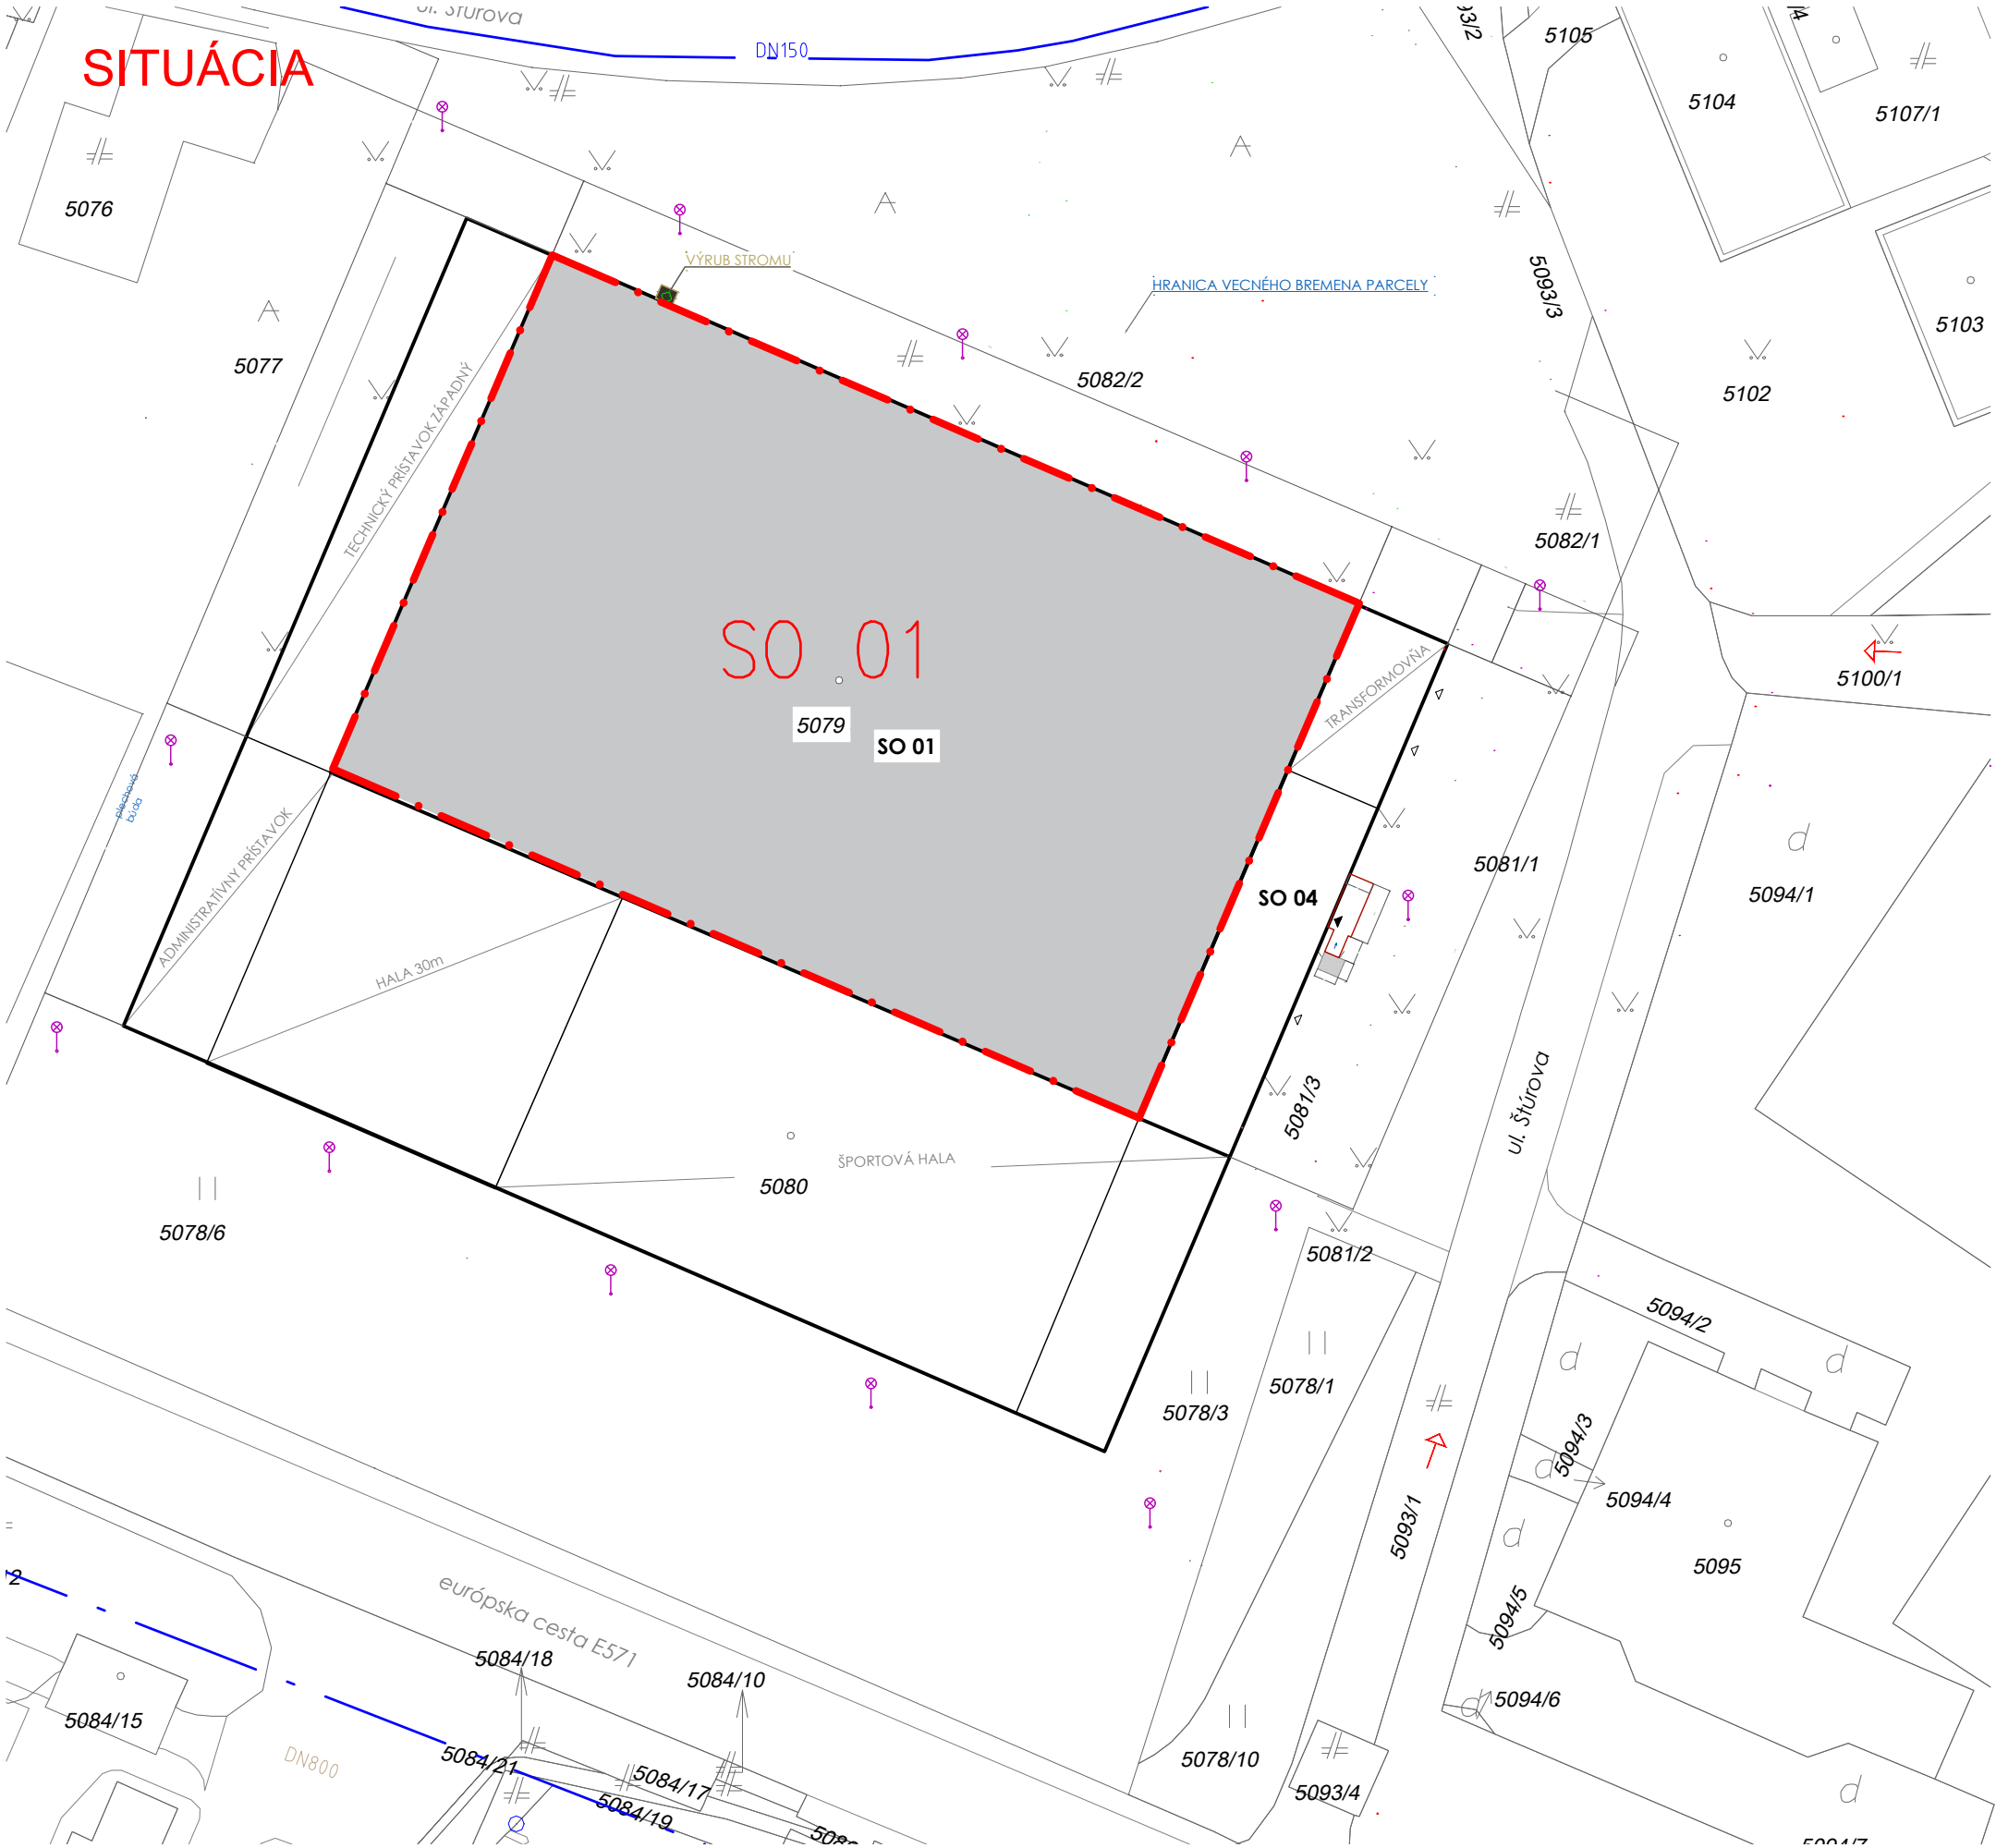 ul. Štúrova
SITUÁCIA
DN150
5105
5104
5107/1
5076
VÝRUB STROMU
HRANICA VECNÉHO BREMENA PARCELY
5093/3
5103
5077
5082/2
5102
TECHNICKÝ PRÍSTAVOK ZÁPADNÝ
5082/1
SO 01
TRANSFORMOVŇA
5100/1
5079
SO 01
plechová
búda
ADMINISTRATÍVNY PRÍSTAVOK
5081/1
SO 04
5094/1
HALA 30m
5081/3
ul. Štúrova
ŠPORTOVÁ HALA
5080
5078/6
5081/2
5094/2
5078/1
5078/3
5094/3
5094/4
5093/1
5095
európska cesta E571
5094/5
5084/18
5084/10
5094/6
5084/15
5084/21
DN800
5078/10
5084/17
5093/4
5084/19